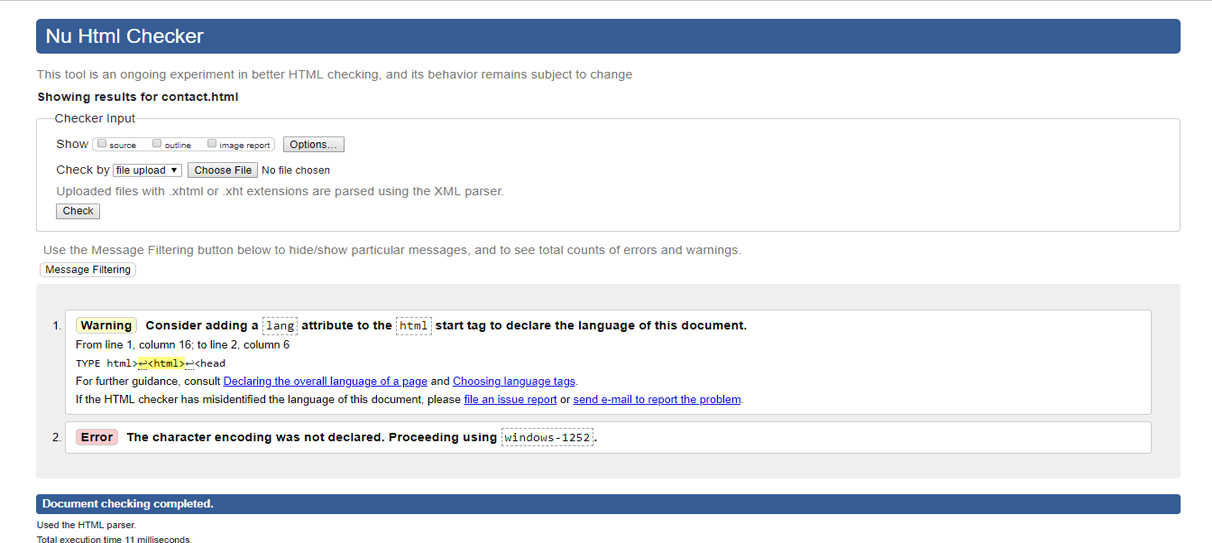 Nu Html Checker
This tool is an ongoing experiment in better HTML checking, and its behavior remains subject to change
Showing results for contact.html
Checker Input
Show source outline image report Options...
Check by file upload ▼ Choose File No file chosen
Uploaded files with .xhtml or .xht extensions are parsed using the XML parser.
Check
Use the Message Filtering button below to hide/show particular messages, and to see total counts of errors and warnings.
Message Filtering
1. Warning Consider adding a lang attribute to the html start tag to declare the language of this document.
From line 1, column 16; to line 2, column 6
TYPE html>↩<html>↩<head
For further guidance, consult Declaring the overall language of a page and Choosing language tags.
If the HTML checker has misidentified the language of this document, please file an issue report or send e-mail to report the problem.
2. Error The character encoding was not declared. Proceeding using windows-1252.
Document checking completed.
Used the HTML parser.
Total execution time 11 milliseconds.